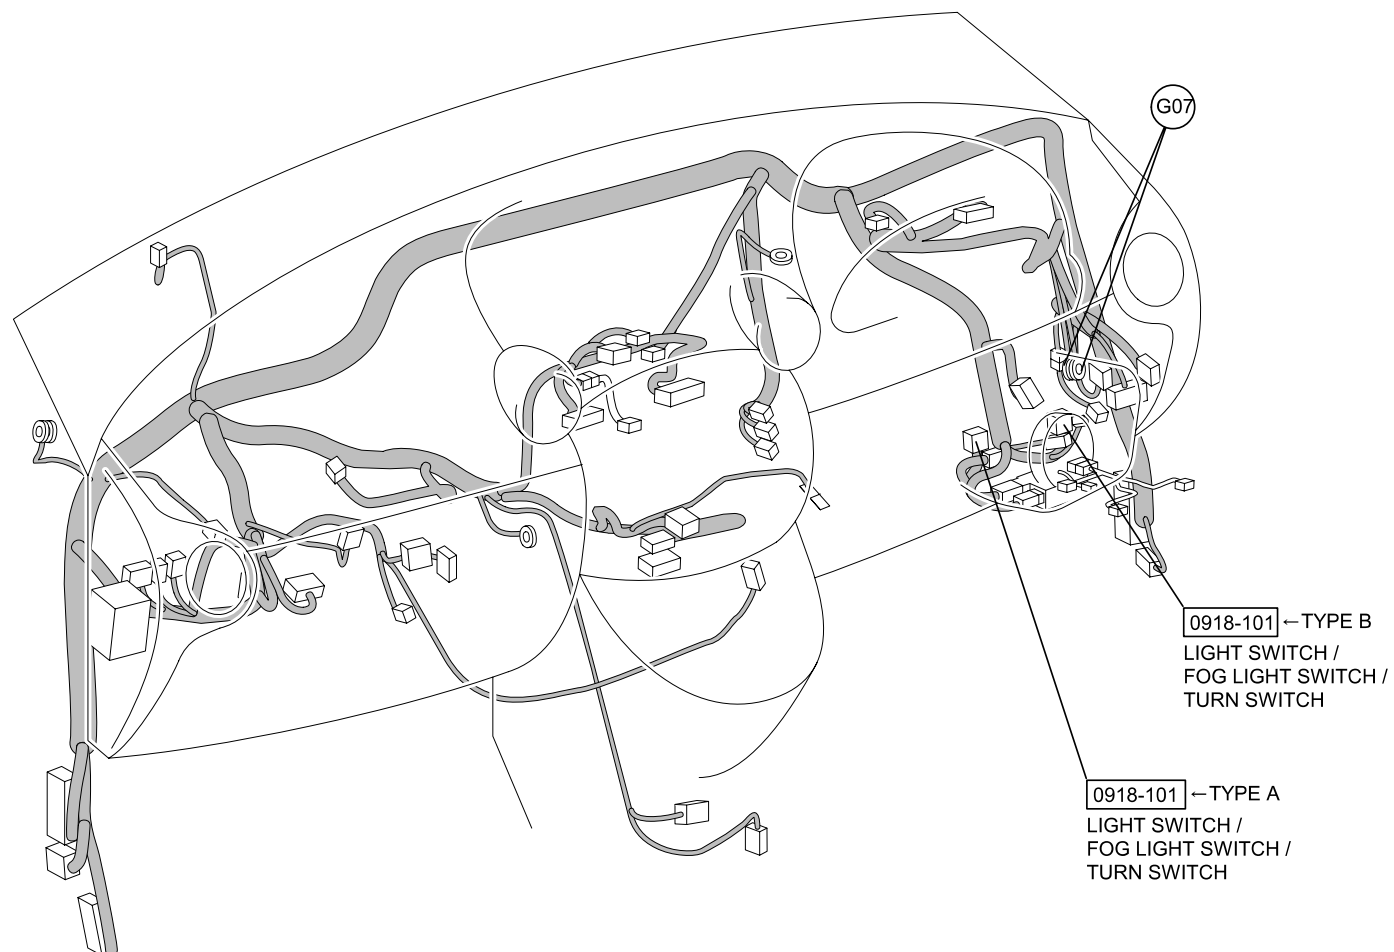 G07
0918-101 ←TYPE B
LIGHT SWITCH /
FOG LIGHT SWITCH /
TURN SWITCH
0918-101 ←TYPE A
LIGHT SWITCH /
FOG LIGHT SWITCH /
TURN SWITCH